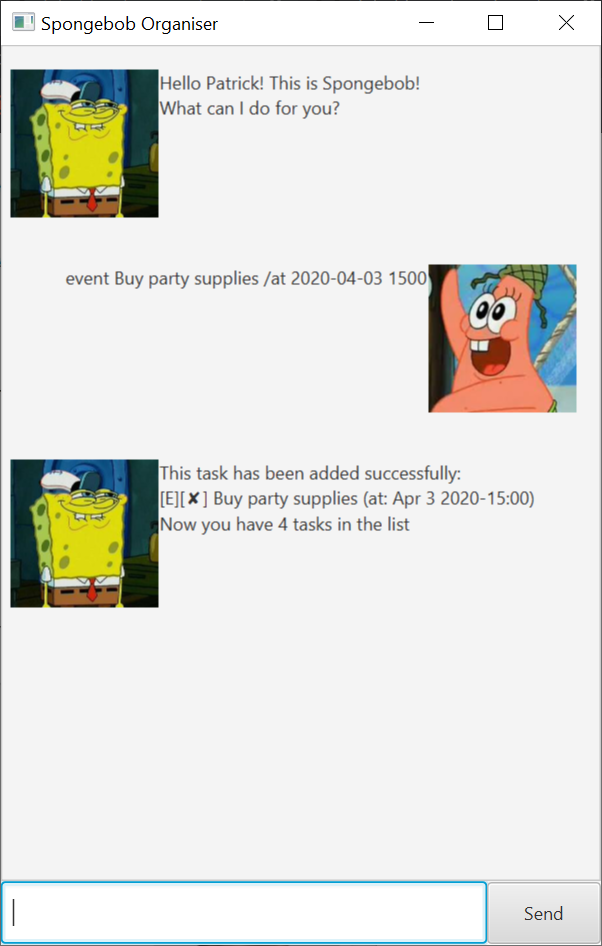 Spongebob Organiser
Hello Patrick! This is Spongebob!
What can I do for you?
event Buy party supplies /at 2020-04-03 1500
This task has been added successfully:
[E][✘] Buy party supplies (at: Apr 3 2020-15:00)
Now you have 4 tasks in the list
Send